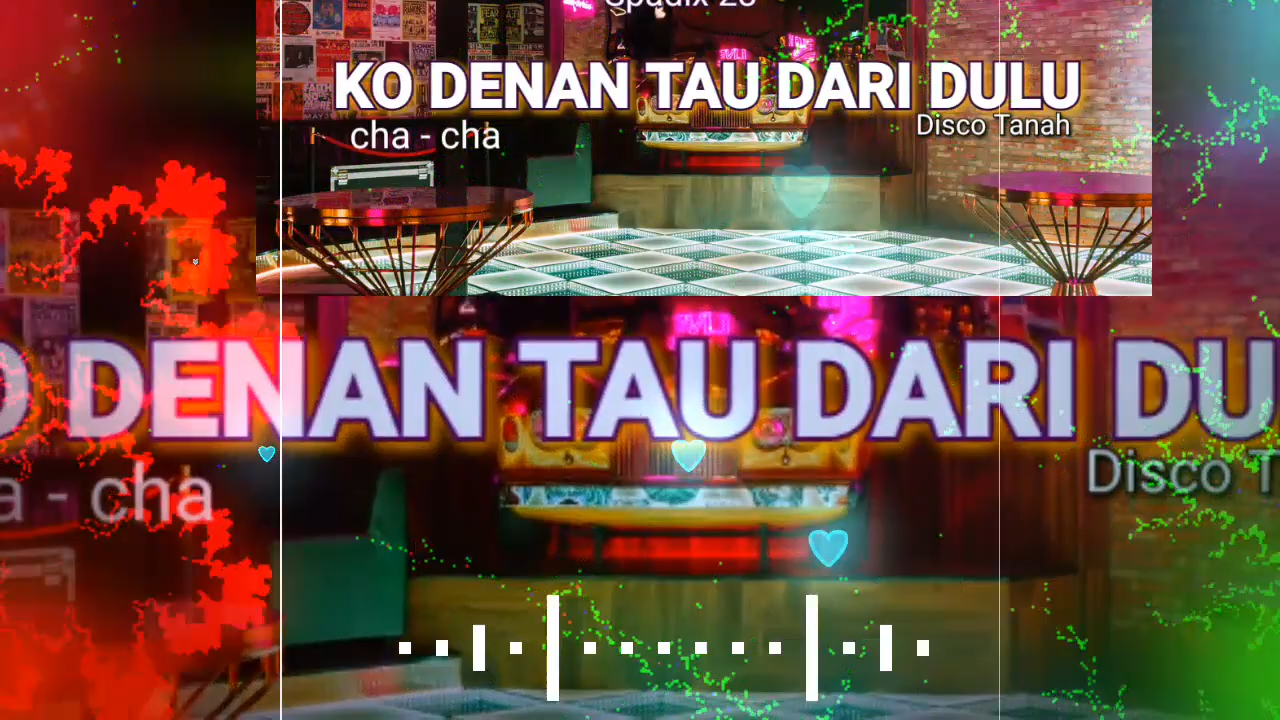 KO DENAN TAU DARI DULU
cha - cha
Disco Tanah
DENAN TAU DARI DU
cha
Disco